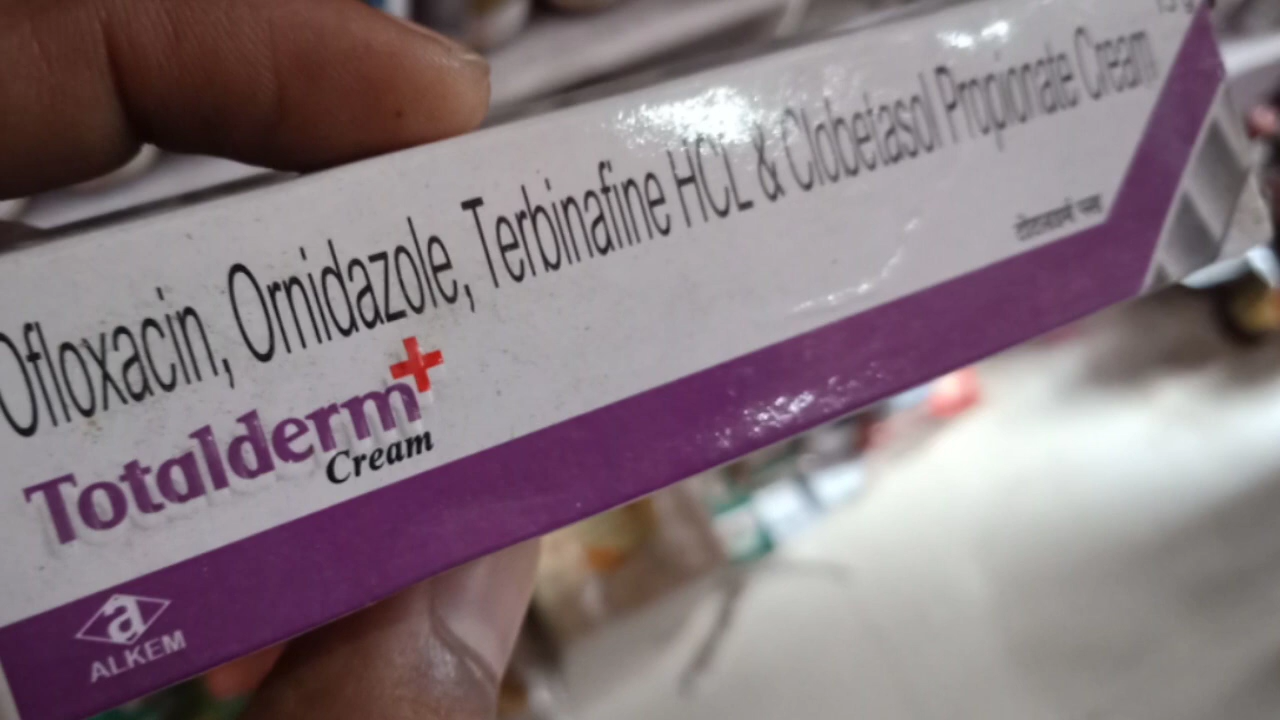 Ofloxacin, Ornidazole, Terbinafine HCL & Clobetasol Propionate Cream
Totalderm+
Cream
a
ALKEM